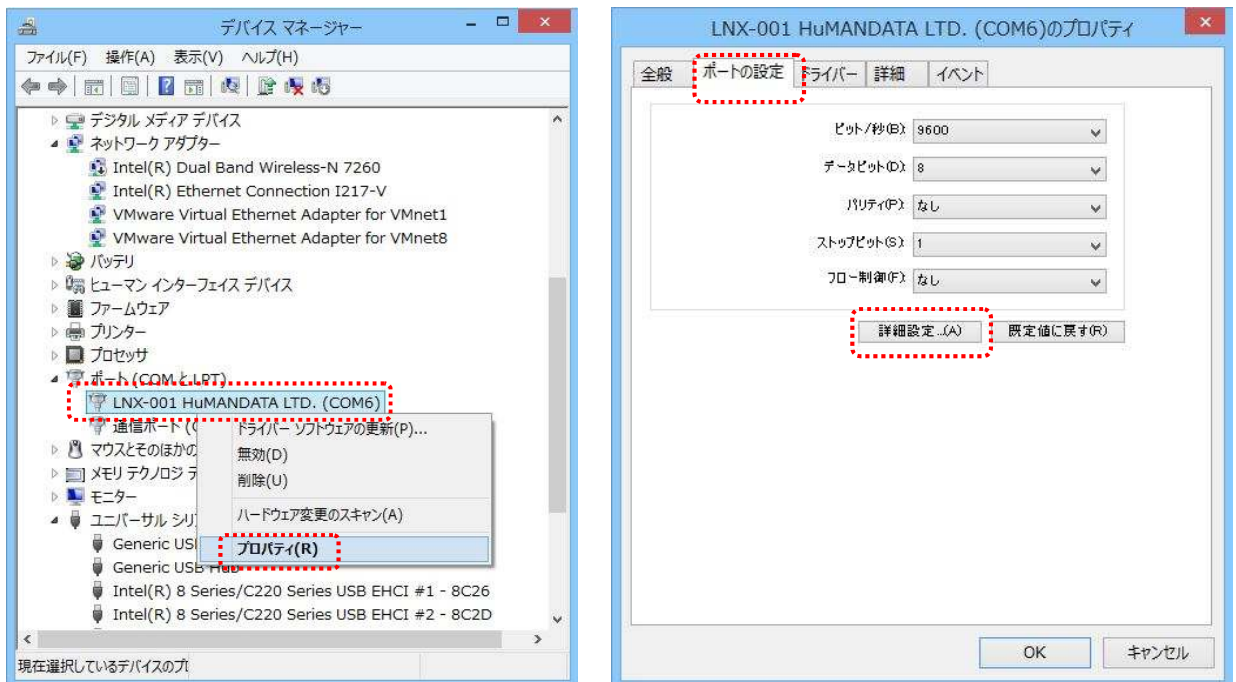 デバイス マネージャー
ファイル(F) 操作(A) 表示(V) ヘルプ(H)
デジタル メディア デバイス
ネットワーク アダプター
Intel(R) Dual Band Wireless-N 7260
Intel(R) Ethernet Connection I217-V
VMware Virtual Ethernet Adapter for VMnet1
VMware Virtual Ethernet Adapter for VMnet8
バッテリ
ヒューマン インターフェイス デバイス
ファームウェア
プリンター
プロセッサ
ポート (COM と LPT)
LNX-001 HuMANDATA LTD. (COM6)
通信ポート (
マウスとそのほかの
メモリ テクノロジ デ
モニター
ユニバーサル シリ
Generic US
Generic USB Hub
Intel(R) 8 Series/C220 Series USB EHCI #1 - 8C26
Intel(R) 8 Series/C220 Series USB EHCI #2 - 8C2D
ドライバー ソフトウェアの更新(P)...
無効(D)
削除(U)
ハードウェア変更のスキャン(A)
プロパティ(R)
現在選択しているデバイスのプ
LNX-001 HuMANDATA LTD. (COM6)のプロパティ
全般 ポートの設定 ドライバー 詳細 イベント
ビット/秒(B): 9600
データ ビット(D): 8
パリティ(P): なし
ストップ ビット(S): 1
フロー制御(F): なし
詳細設定...(A) 既定値に戻す(R)
OK キャンセル